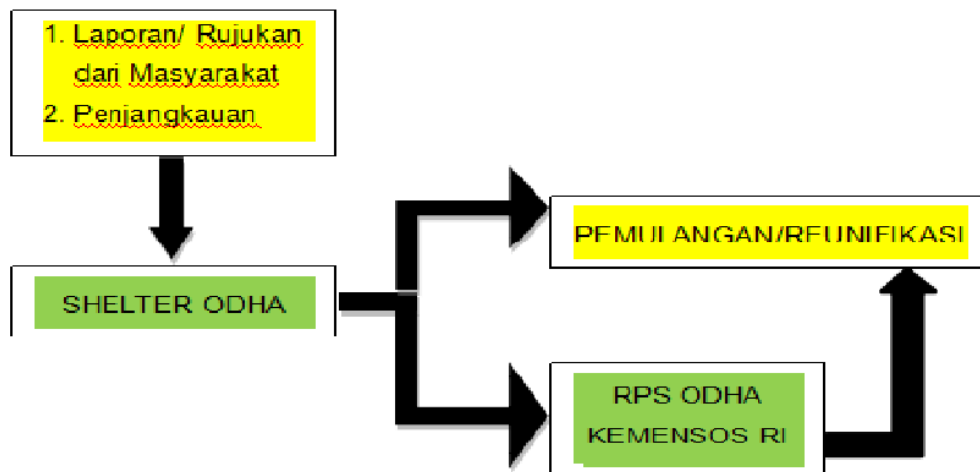 1. Laporan/ Rujukan
dari Masyarakat
2. Penjangkauan
SHELTER ODHA
PEMULANGAN/REUNIFIKASI
RPS ODHA
KEMENSOS RI